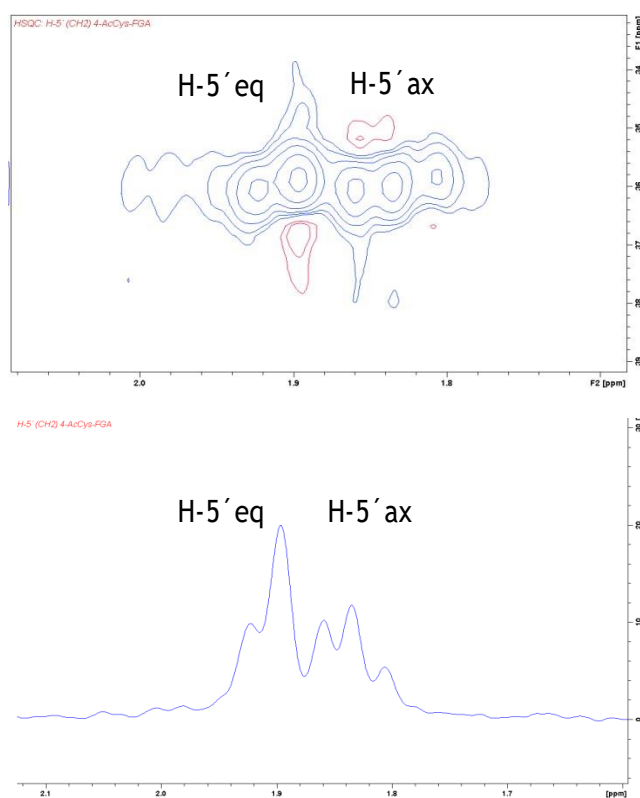 HSQC: H-5´ (CH2) 4-AcCys-FGA
H-5´eq H-5´ax
F1 [ppm]
34
35
36
37
38
39
2.0 1.9 1.8 F2 [ppm]
H-5´ (CH2) 4-AcCys-FGA
H-5´eq H-5´ax
30
20
10
0
2.1 2.0 1.9 1.8 1.7 [ppm]